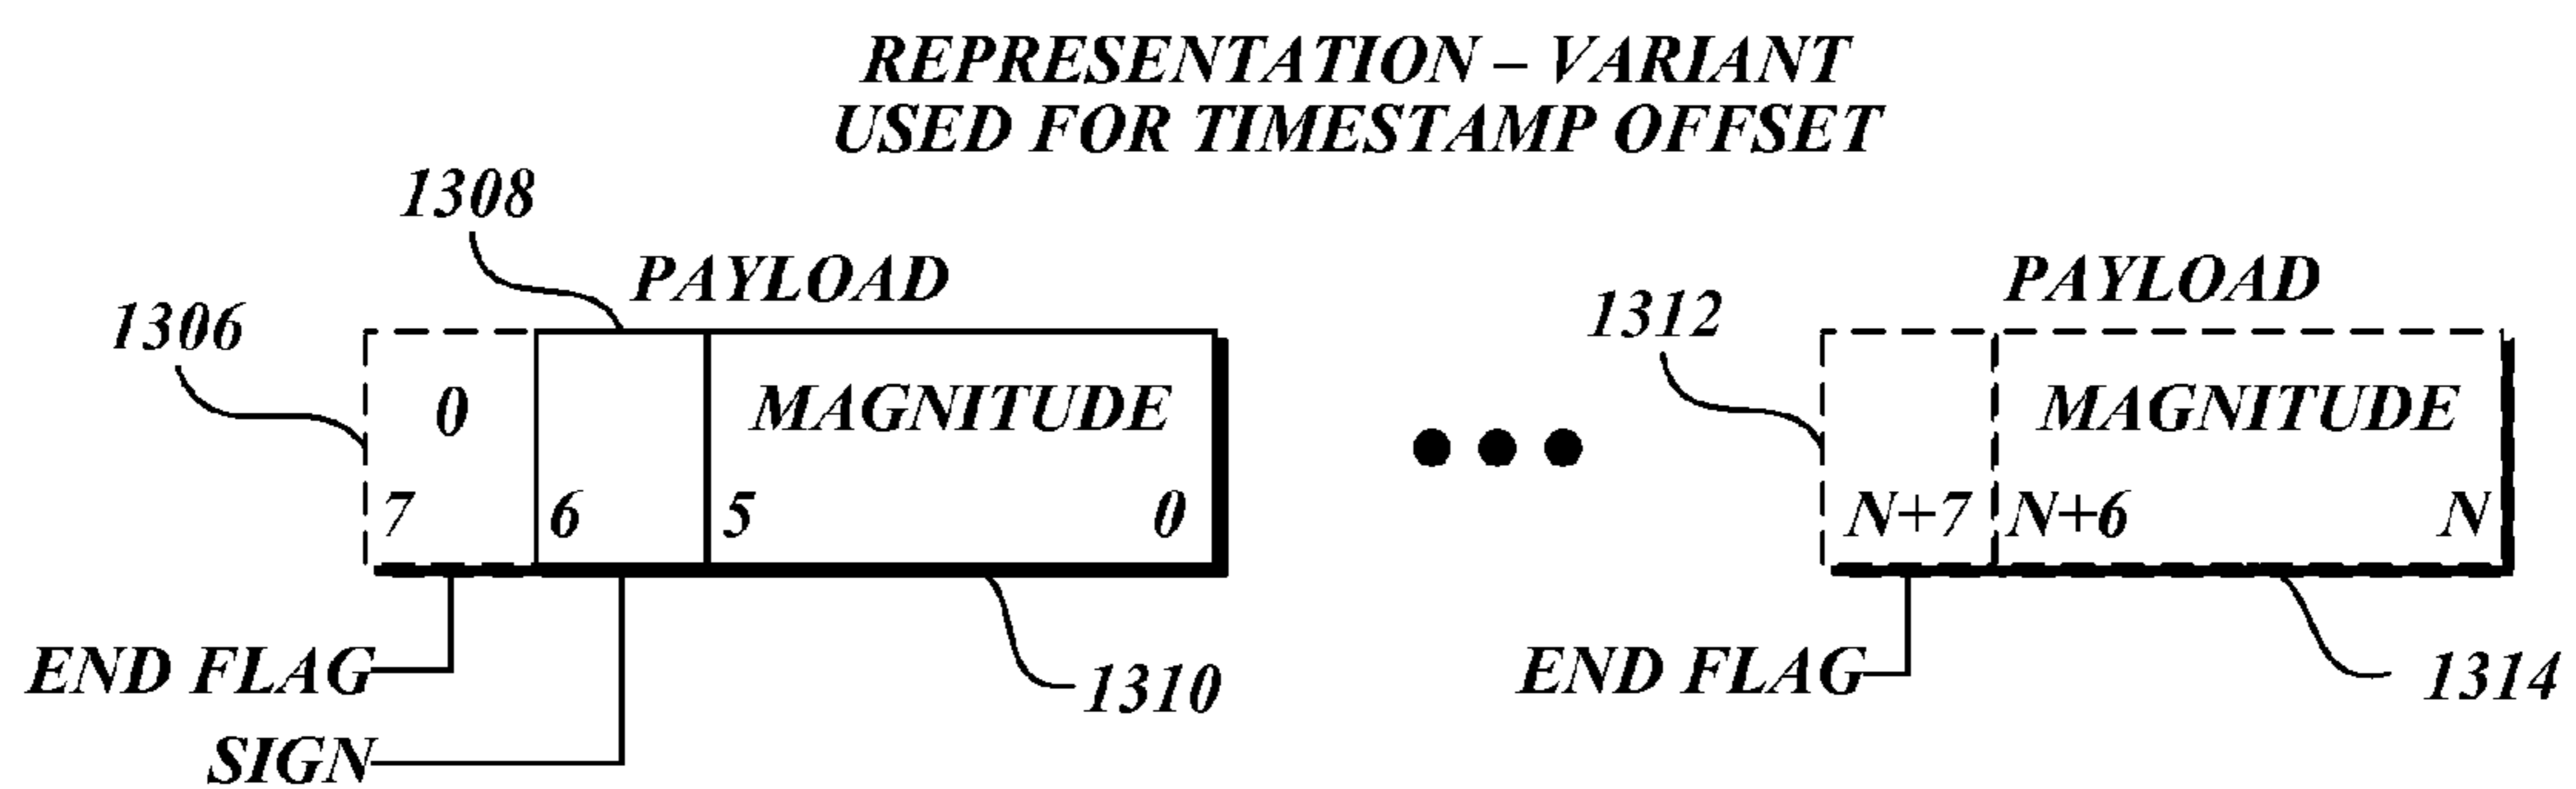 REPRESENTATION – VARIANT
USED FOR TIMESTAMP OFFSET
1308
PAYLOAD
PAYLOAD
1306
1312
0
MAGNITUDE
MAGNITUDE
7
6
5
0
N+7
N+6
N
END FLAG
1310
END FLAG
1314
SIGN